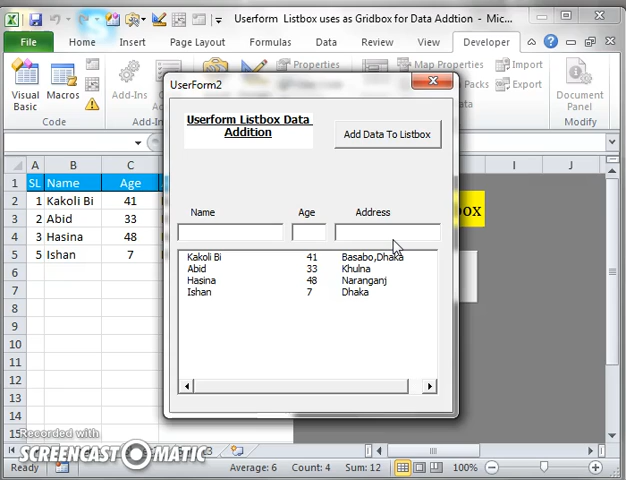 Userform Listbox uses as Gridbox for Data Addtion - Mic...
File Home Insert Page Layout Formulas Data Review View Developer
Visual Basic
Macros
Code
Add-Ins
Properties
Map Properties
Import
Export
Document Panel
Modify
UserForm2
Userform Listbox Data Addition
Add Data To Listbox
Name Age Address
Kakoli Bi 41 Basabo,Dhaka
Abid 33 Khulna
Hasina 48 Naranganj
Ishan 7 Dhaka
A B C I J
1 SL Name Age
2 1 Kakoli Bi 41
3 2 Abid 33
4 3 Hasina 48
5 5 Ishan 7
6
7
8
9
10
11
12
13
14
15
box
Recorded with
SCREENCAST-O-MATIC
Ready Average: 6 Count: 4 Sum: 12 100%